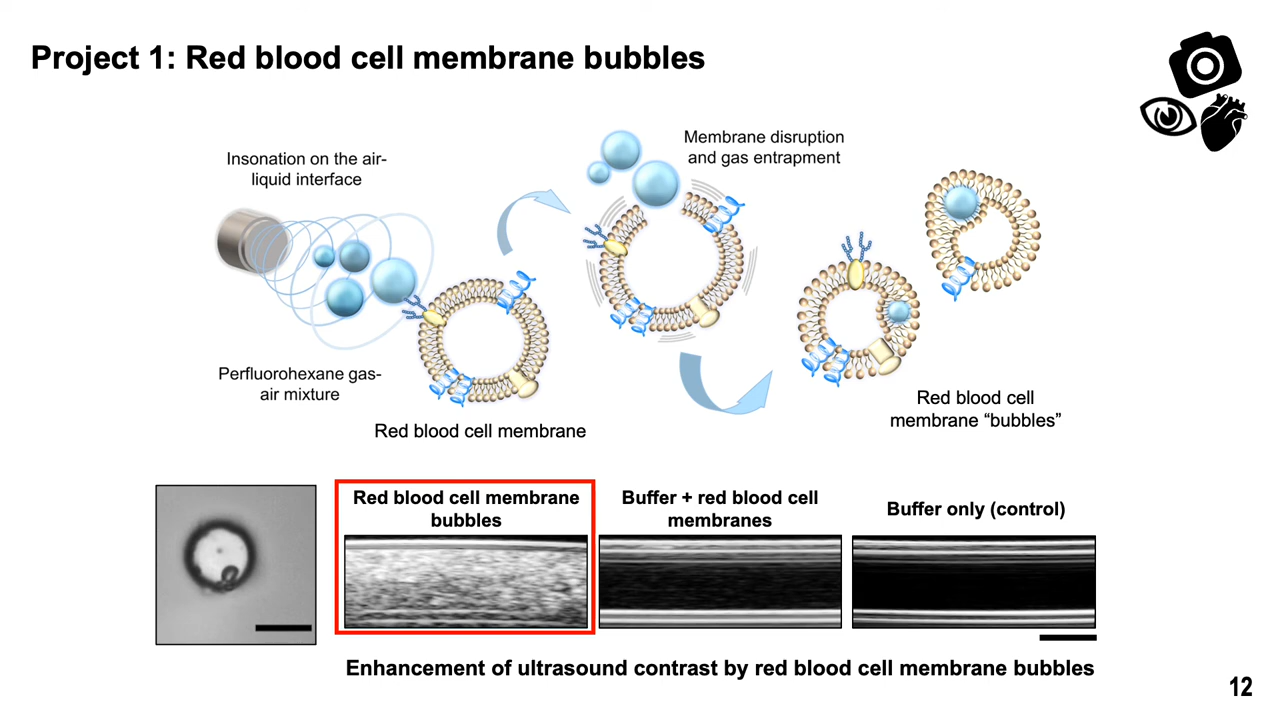 Project 1: Red blood cell membrane bubbles
Insonation on the air-
liquid interface
Membrane disruption
and gas entrapment
Perfluorohexane gas-
air mixture
Red blood cell membrane
Red blood cell
membrane “bubbles”
Red blood cell membrane
bubbles
Buffer + red blood cell
membranes
Buffer only (control)
Enhancement of ultrasound contrast by red blood cell membrane bubbles
12